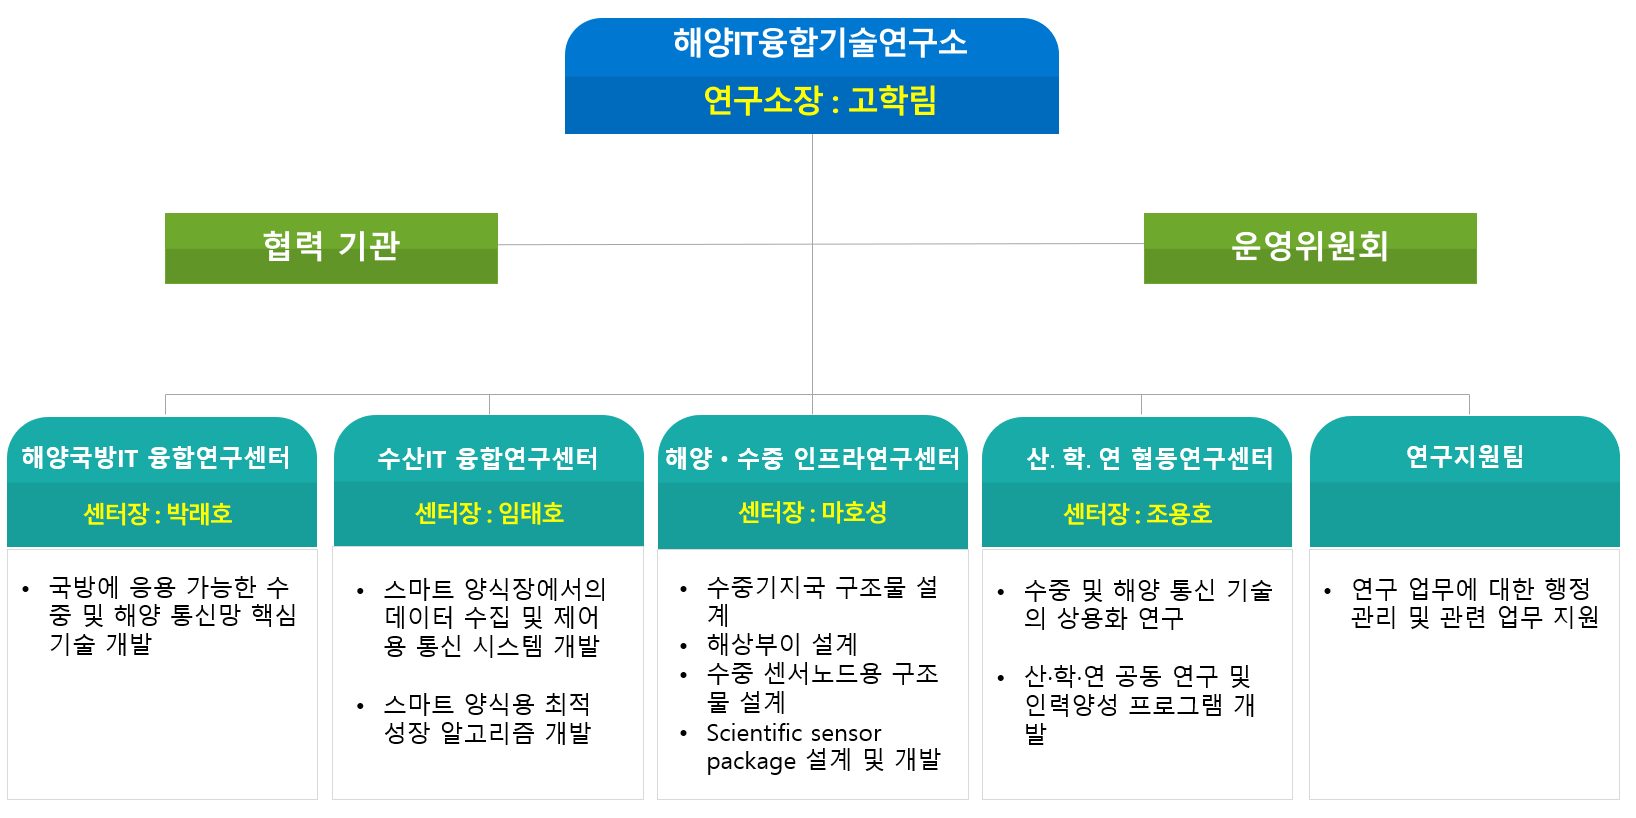 해양IT융합기술연구소
연구소장 : 고학림
협력 기관
운영위원회
해양국방IT 융합연구센터
센터장 : 박래호
• 국방에 응용 가능한 수
중 및 해양 통신망 핵심
기술 개발
수산IT 융합연구센터
센터장 : 임태호
• 스마트 양식장에서의
데이터 수집 및 제어
용 통신 시스템 개발
• 스마트 양식용 최적
성장 알고리즘 개발
해양 • 수중 인프라연구센터
센터장 : 마호성
• 수중기지국 구조물 설
계
• 해상부이 설계
• 수중 센서노드용 구조
물 설계
• Scientific sensor
package 설계 및 개발
산. 학. 연 협동연구센터
센터장 : 조용호
• 수중 및 해양 통신 기술
의 상용화 연구
• 산·학·연 공동 연구 및
인력양성 프로그램 개
발
연구지원팀
• 연구 업무에 대한 행정
관리 및 관련 업무 지원